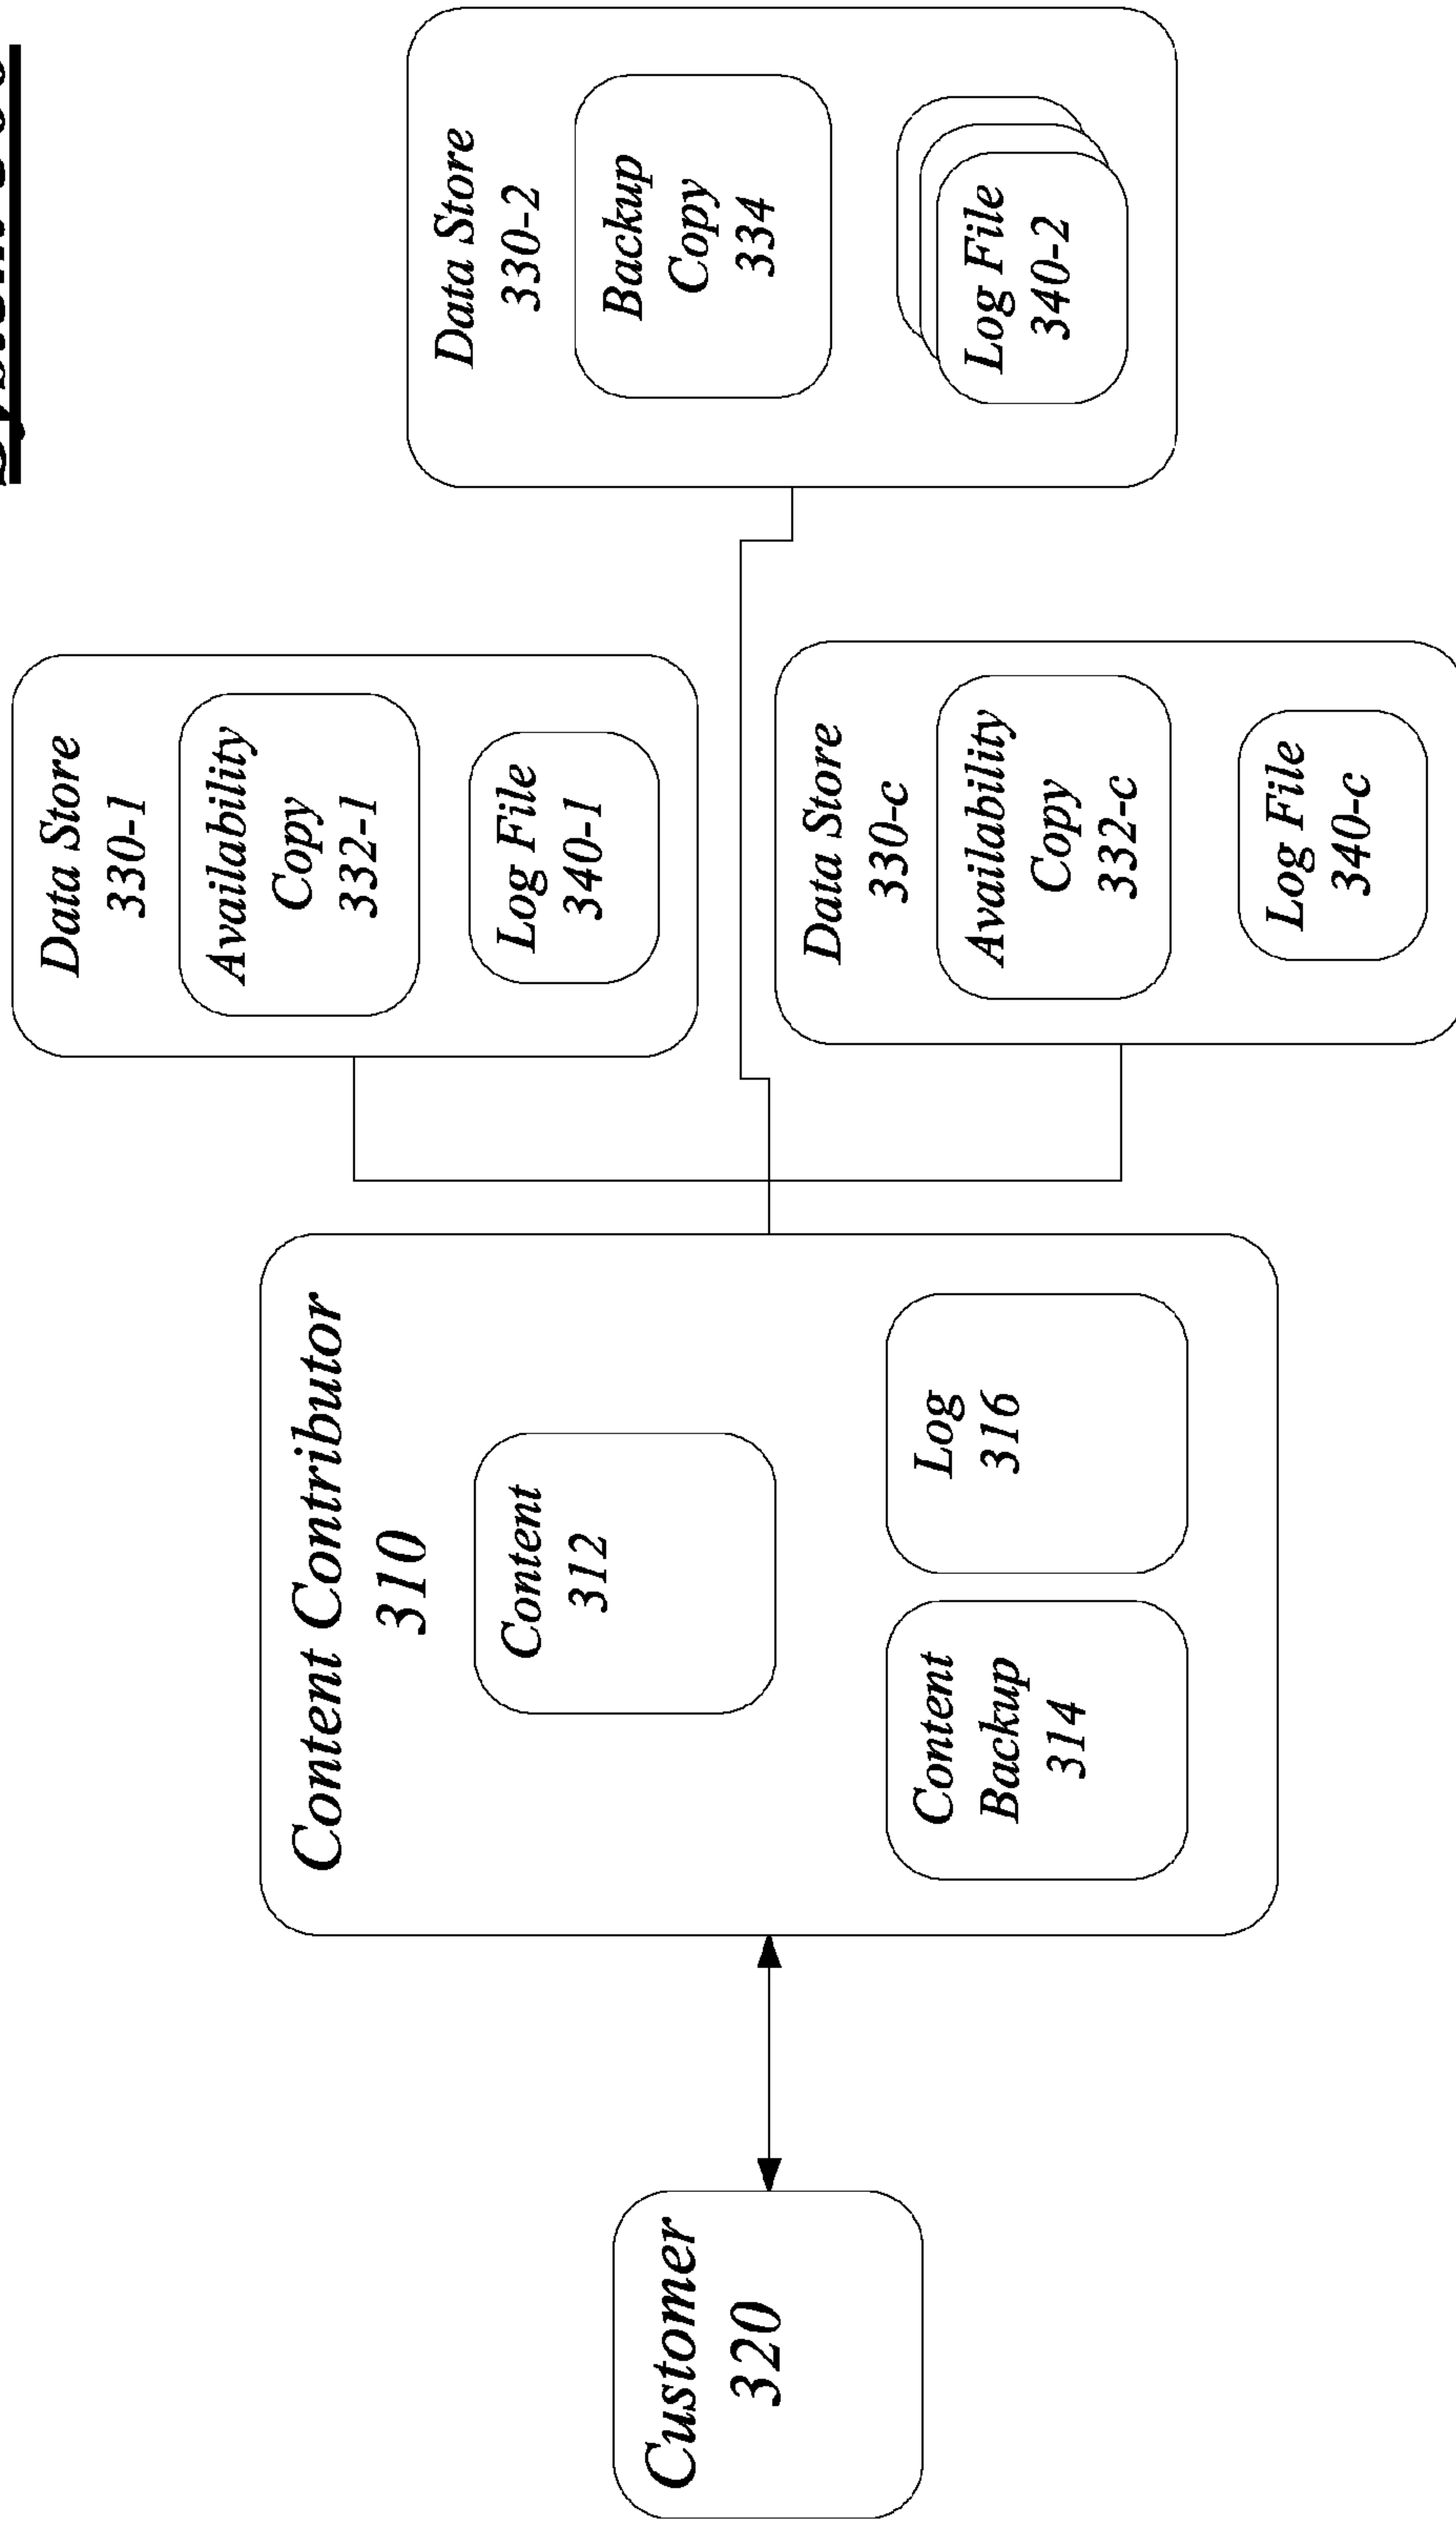 Customer
320
Content Contributor
310
Content
312
Content
Backup
314
Log
316
Data Store
330-1
Availability
Copy
332-1
Log File
340-1
Data Store
330-c
Availability
Copy
332-c
Log File
340-c
Data Store
330-2
Backup
Copy
334
Log File
340-2